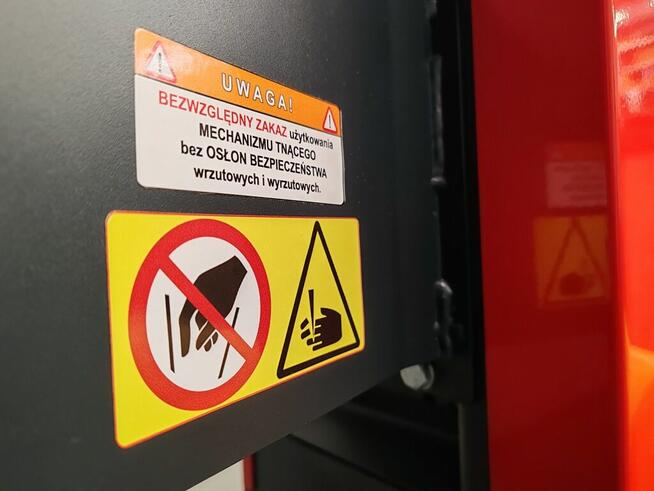 UWAGA!
BEZWZGLĘDNY ZAKAZ użytkowania
MECHANIZMU TNĄCEGO
bez OSŁON BEZPIECZEŃSTWA
wrzutowych i wyrzutowych.